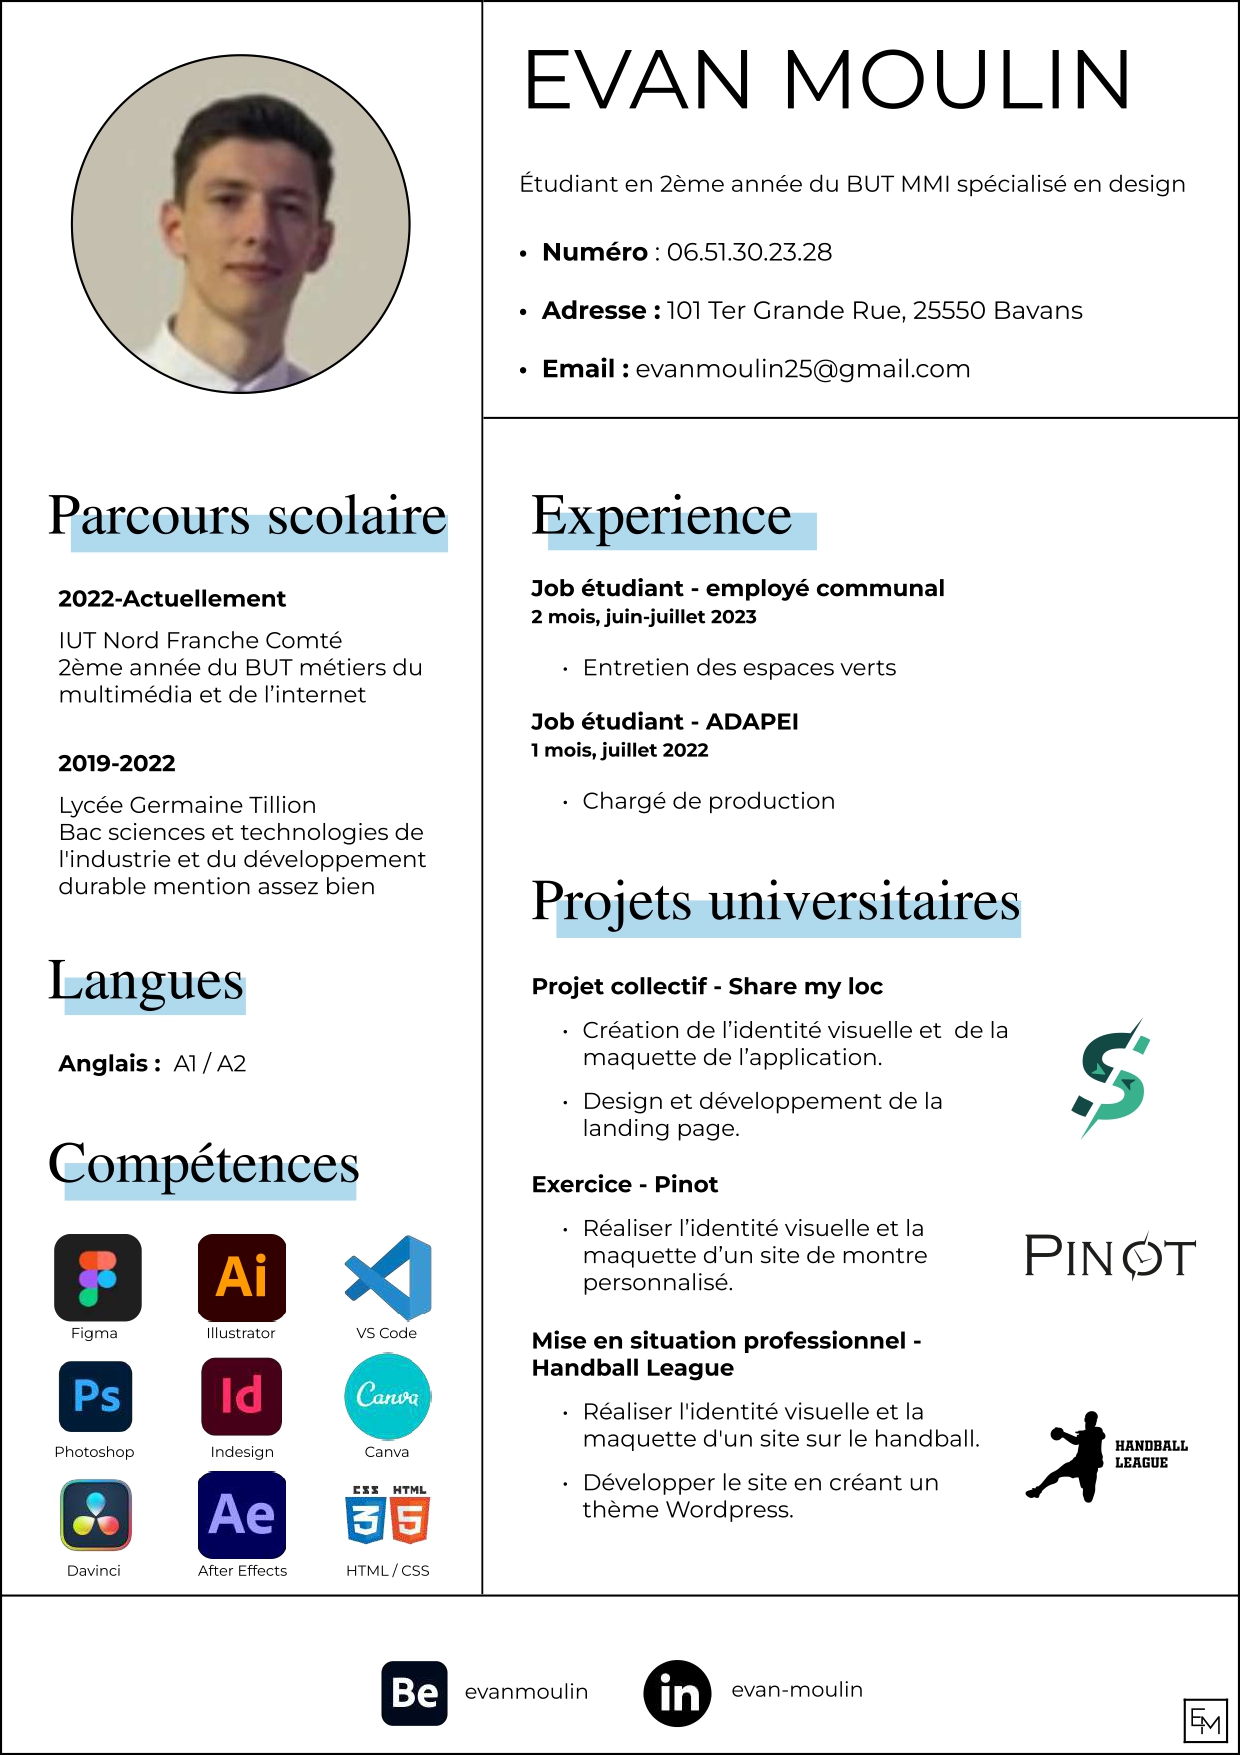 EVAN MOULIN
Étudiant en 2ème année du BUT MMI spécialisé en design
• Numéro : 06.51.30.23.28
• Adresse : 101 Ter Grande Rue, 25550 Bavans
• Email : evanmoulin25@gmail.com
Parcours scolaire
2022-Actuellement
IUT Nord Franche Comté
2ème année du BUT métiers du
multimédia et de l’internet
2019-2022
Lycée Germaine Tillion
Bac sciences et technologies de
l'industrie et du développement
durable mention assez bien
Langues
Anglais : A1 / A2
Compétences
Ai
Figma
Illustrator
VS Code
Ps
Id
Canva
Photoshop
Indesign
Canva
Ae
CSS HTML
3 5
Davinci
After Effects
HTML / CSS
Experience
Job étudiant - employé communal
2 mois, juin-juillet 2023
• Entretien des espaces verts
Job étudiant - ADAPEI
1 mois, juillet 2022
• Chargé de production
Projets universitaires
Projet collectif - Share my loc
• Création de l’identité visuelle et  de la
maquette de l’application.
• Design et développement de la
landing page.
S
Exercice - Pinot
• Réaliser l’identité visuelle et la
maquette d’un site de montre
personnalisé.
PINOT
Mise en situation professionnel -
Handball League
• Réaliser l'identité visuelle et la
maquette d'un site sur le handball.
• Développer le site en créant un
thème Wordpress.
HANDBALL
LEAGUE
Be evanmoulin
in evan-moulin
EM